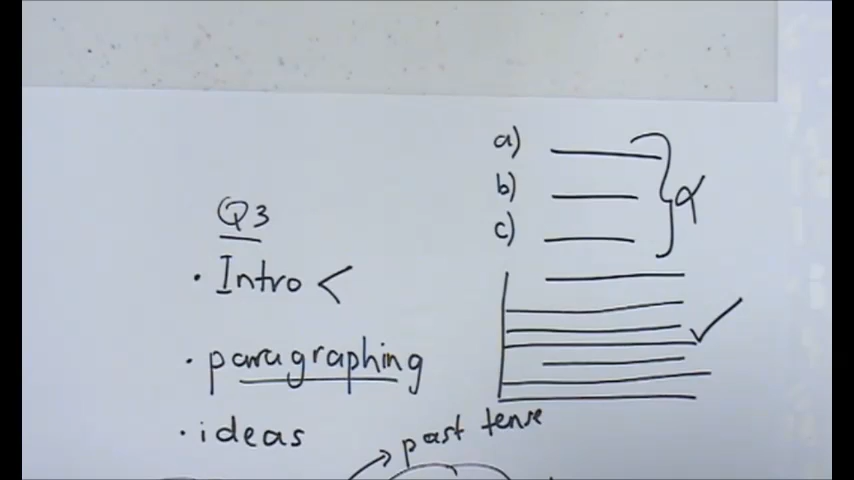 Q3
. Intro <
. paragraphing
. ideas
a)
b)
c)
past tense